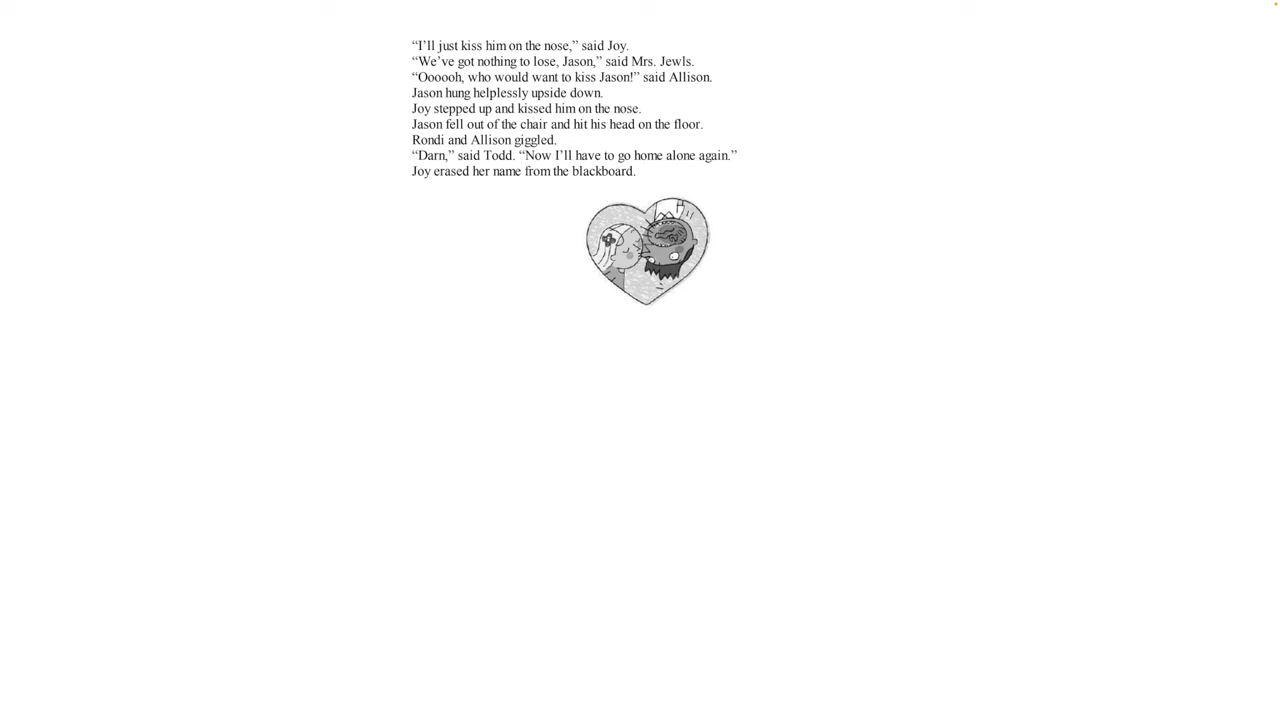 “I’ll just kiss him on the nose,” said Joy.
“We’ve got nothing to lose, Jason,” said Mrs. Jewls.
“Oooooh, who would want to kiss Jason!” said Allison.
Jason hung helplessly upside down.
Joy stepped up and kissed him on the nose.
Jason fell out of the chair and hit his head on the floor.
Rondi and Allison giggled.
“Darn,” said Todd. “Now I’ll have to go home alone again.”
Joy erased her name from the blackboard.